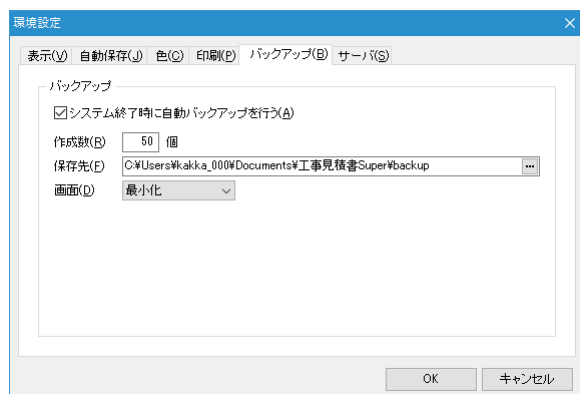 環境設定
表示(V) 自動保存(J) 色(C) 印刷(P) バックアップ(B) サーバ(S)
バックアップ
システム終了時に自動バックアップを行う(A)
作成数(R) 50 個
保存先(F) C:¥Users¥kakka_000¥Documents¥工事見積書Super¥backup ...
画面(D) 最小化
OK キャンセル